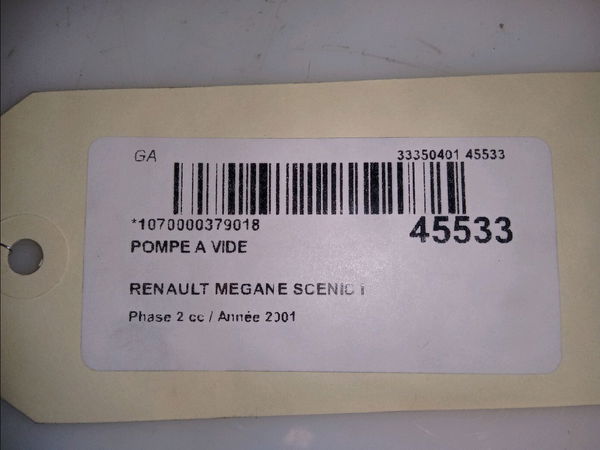 GA 33350401 45533
*1070000379018 45533
POMPE A VIDE
RENAULT MEGANE SCENIC I
Phase 2 cc / Année 2001